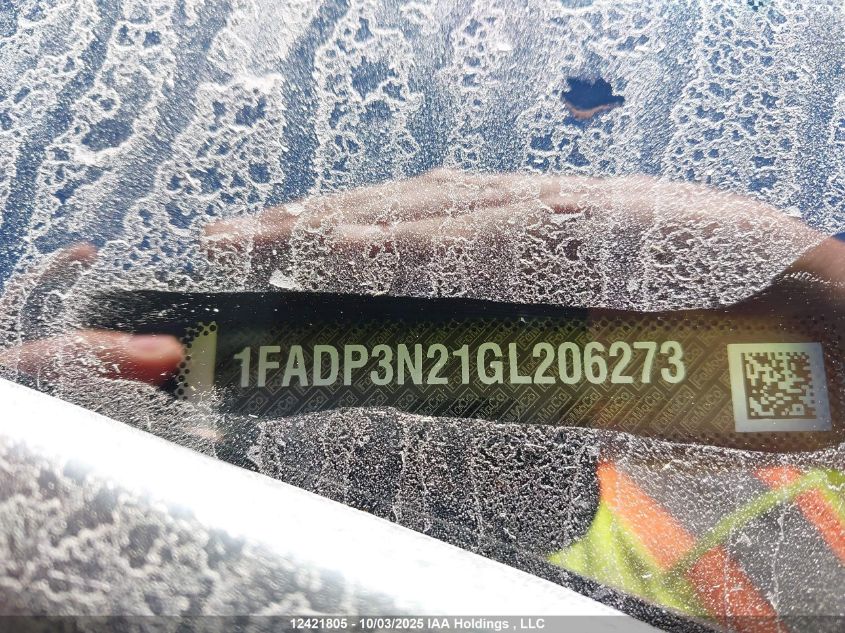 1FADP3N21GL206273
12421805 - 10/03/2025 IAA Holdings , LLC